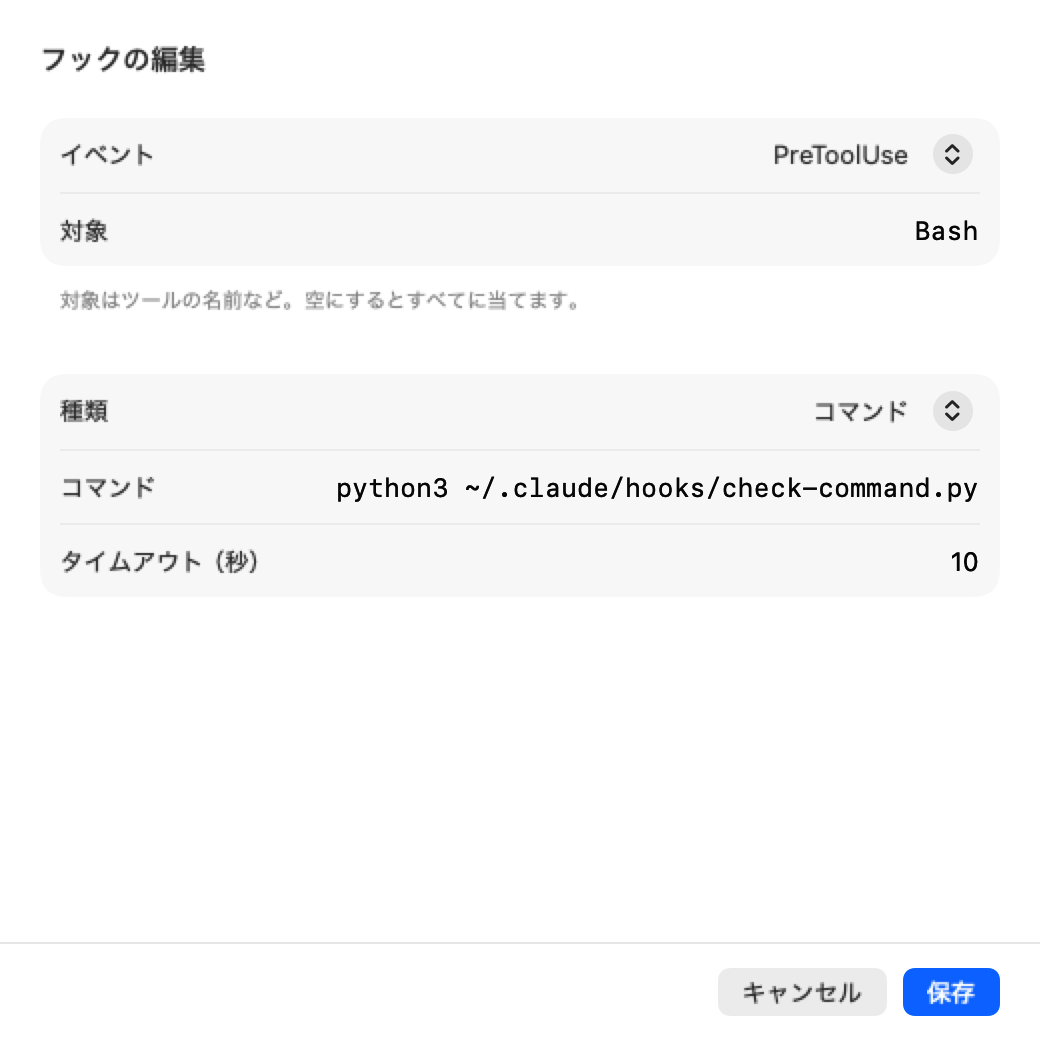 フックの編集
イベント PreToolUse
対象 Bash
対象はツールの名前など。空にするとすべてに当てます。
種類 コマンド
コマンド python3 ~/.claude/hooks/check-command.py
タイムアウト（秒） 10
キャンセル 保存